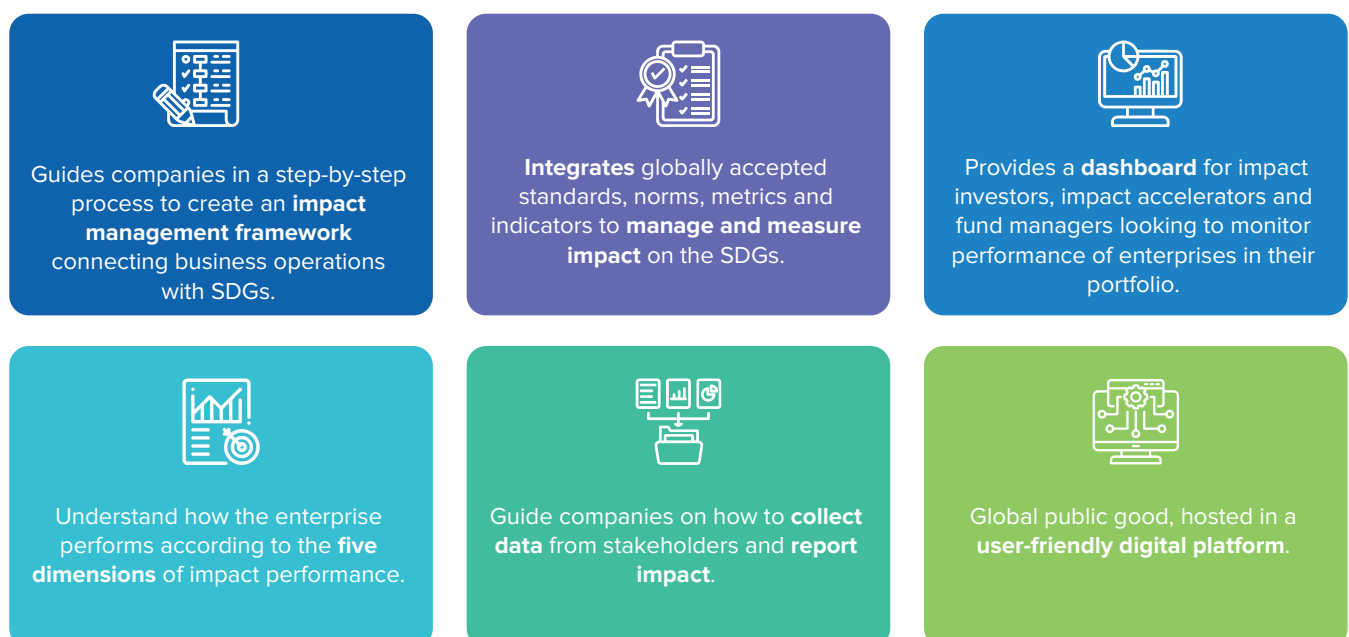 Guides companies in a step-by-step
process to create an impact
management framework
connecting business operations
with SDGs.
Integrates globally accepted
standards, norms, metrics and
indicators to manage and measure
impact on the SDGs.
Provides a dashboard for impact
investors, impact accelerators and
fund managers looking to monitor
performance of enterprises in their
portfolio.
Understand how the enterprise
performs according to the five
dimensions of impact performance.
Guide companies on how to collect
data from stakeholders and report
impact.
Global public good, hosted in a
user-friendly digital platform.